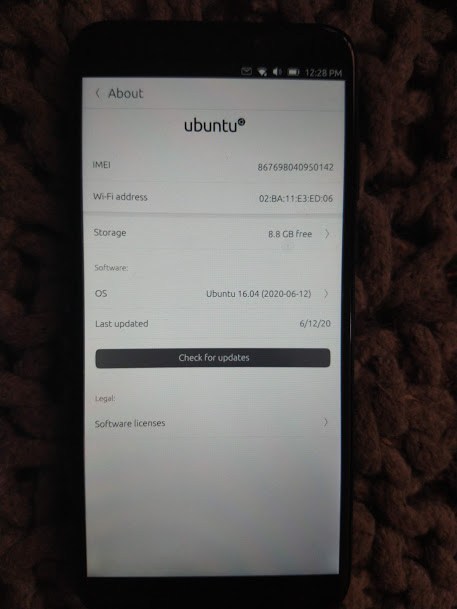 12:28 PM
About
ubuntu
IMEI 867698040950142
Wi-Fi address 02:BA:11:E3:ED:06
Storage 8.8 GB free
Software:
OS Ubuntu 16.04 (2020-06-12)
Last updated 6/12/20
Check for updates
Legal:
Software licenses